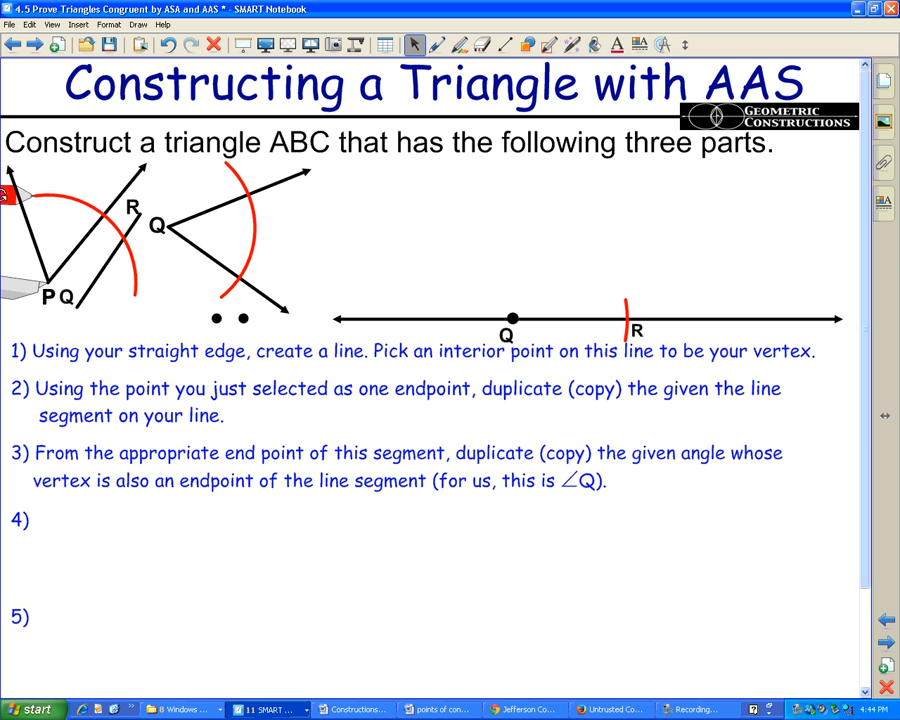 4.5 Prove Triangles Congruent by ASA and AAS * - SMART Notebook
File Edit View Insert Format Draw Help
Constructing a Triangle with AAS
GEOMETRIC
CONSTRUCTIONS
Construct a triangle ABC that has the following three parts.
R
Q
P Q
Q
R
1) Using your straight edge, create a line. Pick an interior point on this line to be your vertex.
2) Using the point you just selected as one endpoint, duplicate (copy) the given the line
segment on your line.
3) From the appropriate end point of this segment, duplicate (copy) the given angle whose
vertex is also an endpoint of the line segment (for us, this is ∠Q).
4)
5)
start
8 Windows ...
11 SMART ...
Constructions...
points of con...
Jefferson Co...
Untrusted Co...
Recording...
4:44 PM